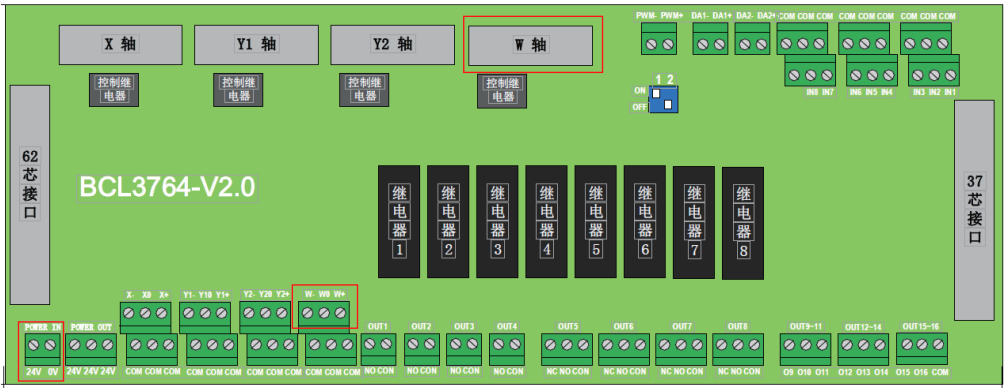 PWM- PWM+ DA1- DA1+ DA2- DA2+ COM COM COM COM COM COM COM COM COM
X 轴 Y1 轴 Y2 轴 W 轴
控制继
电器
控制继
电器
控制继
电器
控制继
电器
1 2
ON
OFF
IN8 IN7 IN6 IN5 IN4 IN3 IN2 IN1
62
芯
接
口
BCL3764-V2.0
继
电
器
1
继
电
器
2
继
电
器
3
继
电
器
4
继
电
器
5
继
电
器
6
继
电
器
7
继
电
器
8
37
芯
接
口
X- X0 X+ Y1- Y10 Y1+ Y2- Y20 Y2+ W- W0 W+
POWER IN POWER OUT OUT1 OUT2 OUT3 OUT4 OUT5 OUT6 OUT7 OUT8 OUT9~11 OUT12~14 OUT15~16
24V 0V 24V 24V 24V COM COM COM COM COM COM COM COM COM COM COM COM NO CON NO CON NO CON NO CON NC NO CON NC NO CON NC NO CON NC NO CON O9 O10 O11 O12 O13 O14 O15 O16 COM